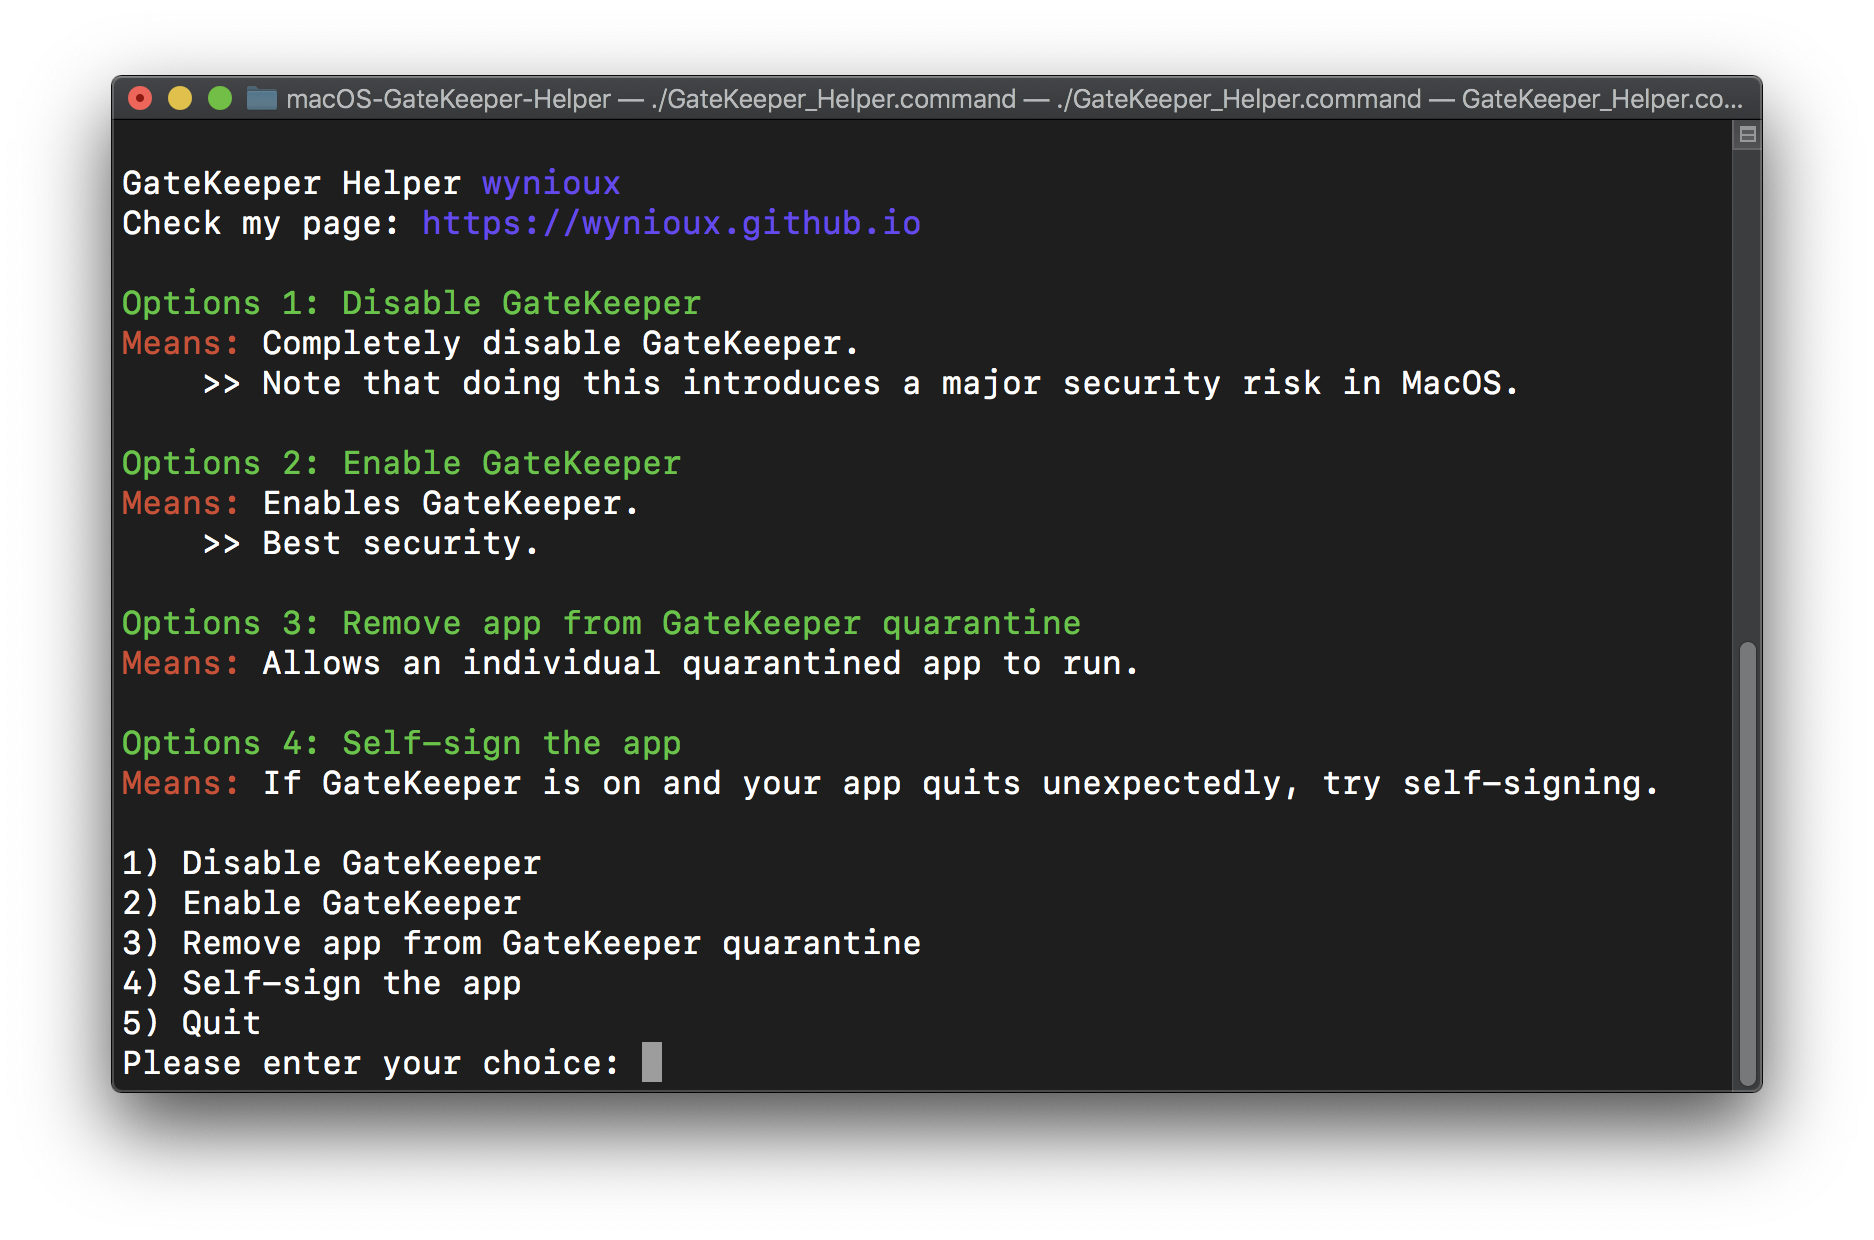 macOS-GateKeeper-Helper — ./GateKeeper_Helper.command — ./GateKeeper_Helper.command — GateKeeper_Helper.co...
GateKeeper Helper wynioux
Check my page: https://wynioux.github.io
Options 1: Disable GateKeeper
Means: Completely disable GateKeeper.
>> Note that doing this introduces a major security risk in MacOS.
Options 2: Enable GateKeeper
Means: Enables GateKeeper.
>> Best security.
Options 3: Remove app from GateKeeper quarantine
Means: Allows an individual quarantined app to run.
Options 4: Self-sign the app
Means: If GateKeeper is on and your app quits unexpectedly, try self-signing.
1) Disable GateKeeper
2) Enable GateKeeper
3) Remove app from GateKeeper quarantine
4) Self-sign the app
5) Quit
Please enter your choice: